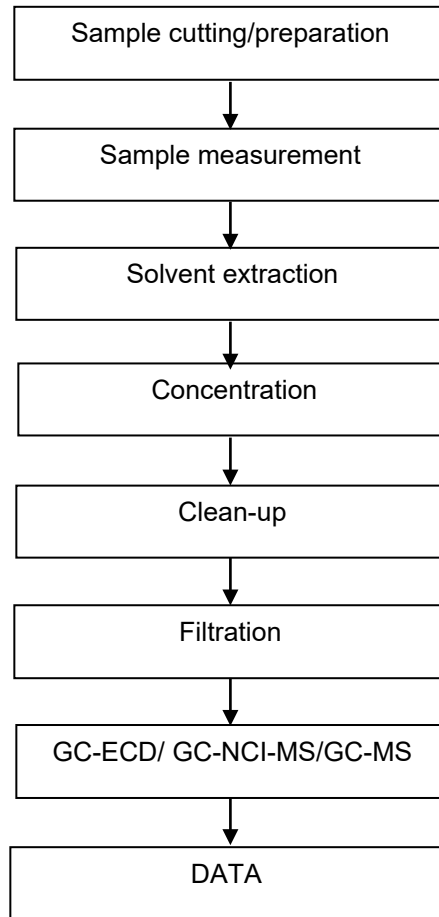 Sample cutting/preparation
Sample measurement
Solvent extraction
Concentration
Clean-up
Filtration
GC-ECD/ GC-NCI-MS/GC-MS
DATA